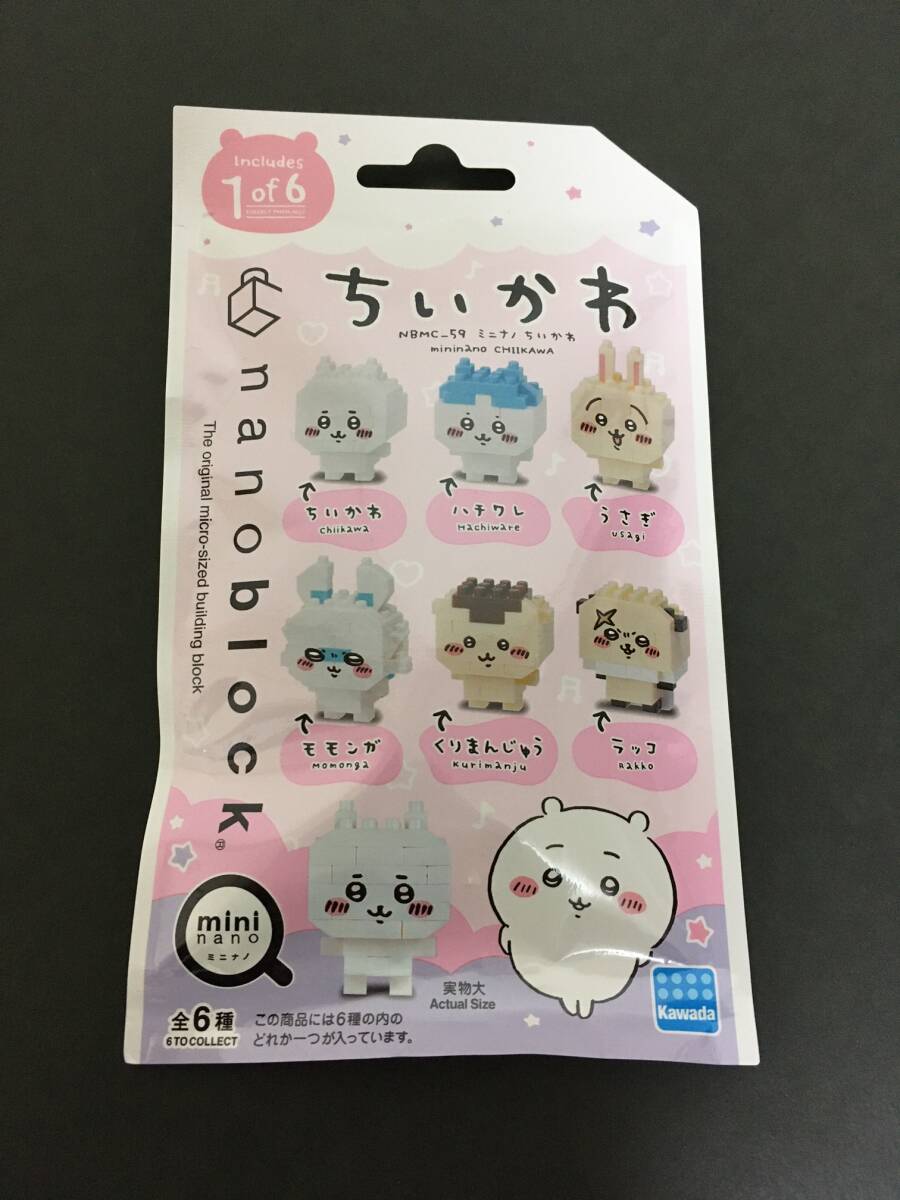 Includes
1 of 6
ちいかわ
NBMC_59 ミニナノ ちいかわ
mininano CHIIKAWA
nanoblock®
The original micro-sized building block
ちいかわ
Chiikawa
ハチワレ
Hachiware
うさぎ
Usagi
モモンガ
Momonga
くりまんじゅう
Kurimanju
ラッコ
Rakko
mini
nano
ミニナノ
実物大
Actual Size
Kawada
全6種
6 TO COLLECT
この商品には6種の内の
どれか一つが入っています。